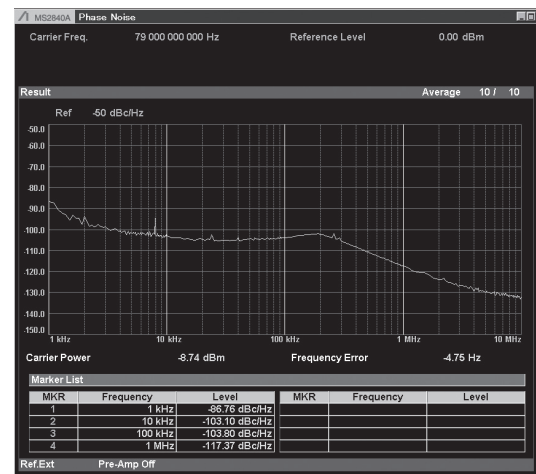 MS2840A Phase Noise
Carrier Freq. 79 000 000 000 Hz Reference Level 0.00 dBm
Result Average 10 / 10
Ref -50 dBc/Hz
-50.0
-60.0
-70.0
-80.0
-90.0
-100.0
-110.0
-120.0
-130.0
-140.0
-150.0
1 kHz 10 kHz 100 kHz 1 MHz 10 MHz
Carrier Power -8.74 dBm Frequency Error -4.75 Hz
Marker List
MKR Frequency Level MKR Frequency Level
1 1 kHz -86.76 dBc/Hz
2 10 kHz -103.10 dBc/Hz
3 100 kHz -103.80 dBc/Hz
4 1 MHz -117.37 dBc/Hz
Ref.Ext Pre-Amp Off